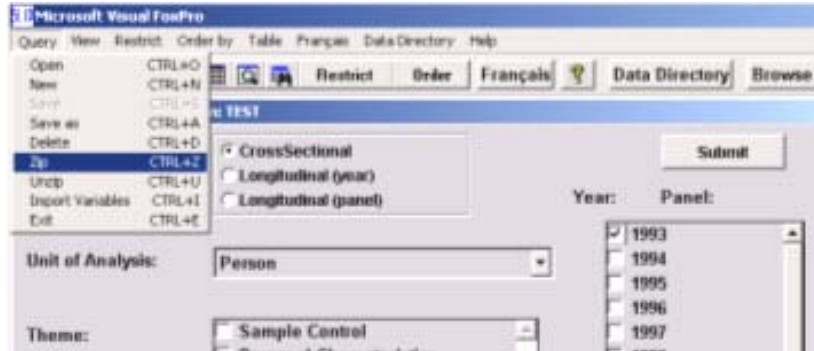 Microsoft Visual FoxPro
Query View Restrict Order by Table Français Data Directory Help
Open CTRL+O
New CTRL+N
Save CTRL+S
Save as CTRL+A
Delete CTRL+D
Zip CTRL+Z
Unzip CTRL+U
Import Variables CTRL+I
Exit CTRL+E
Restrict Order Français Data Directory Browse
TEST
CrossSectional
Longitudinal (year)
Longitudinal (panel)
Submit
Year: Panel:
1993
1994
1995
1996
1997
Unit of Analysis: Person
Theme: Sample Control